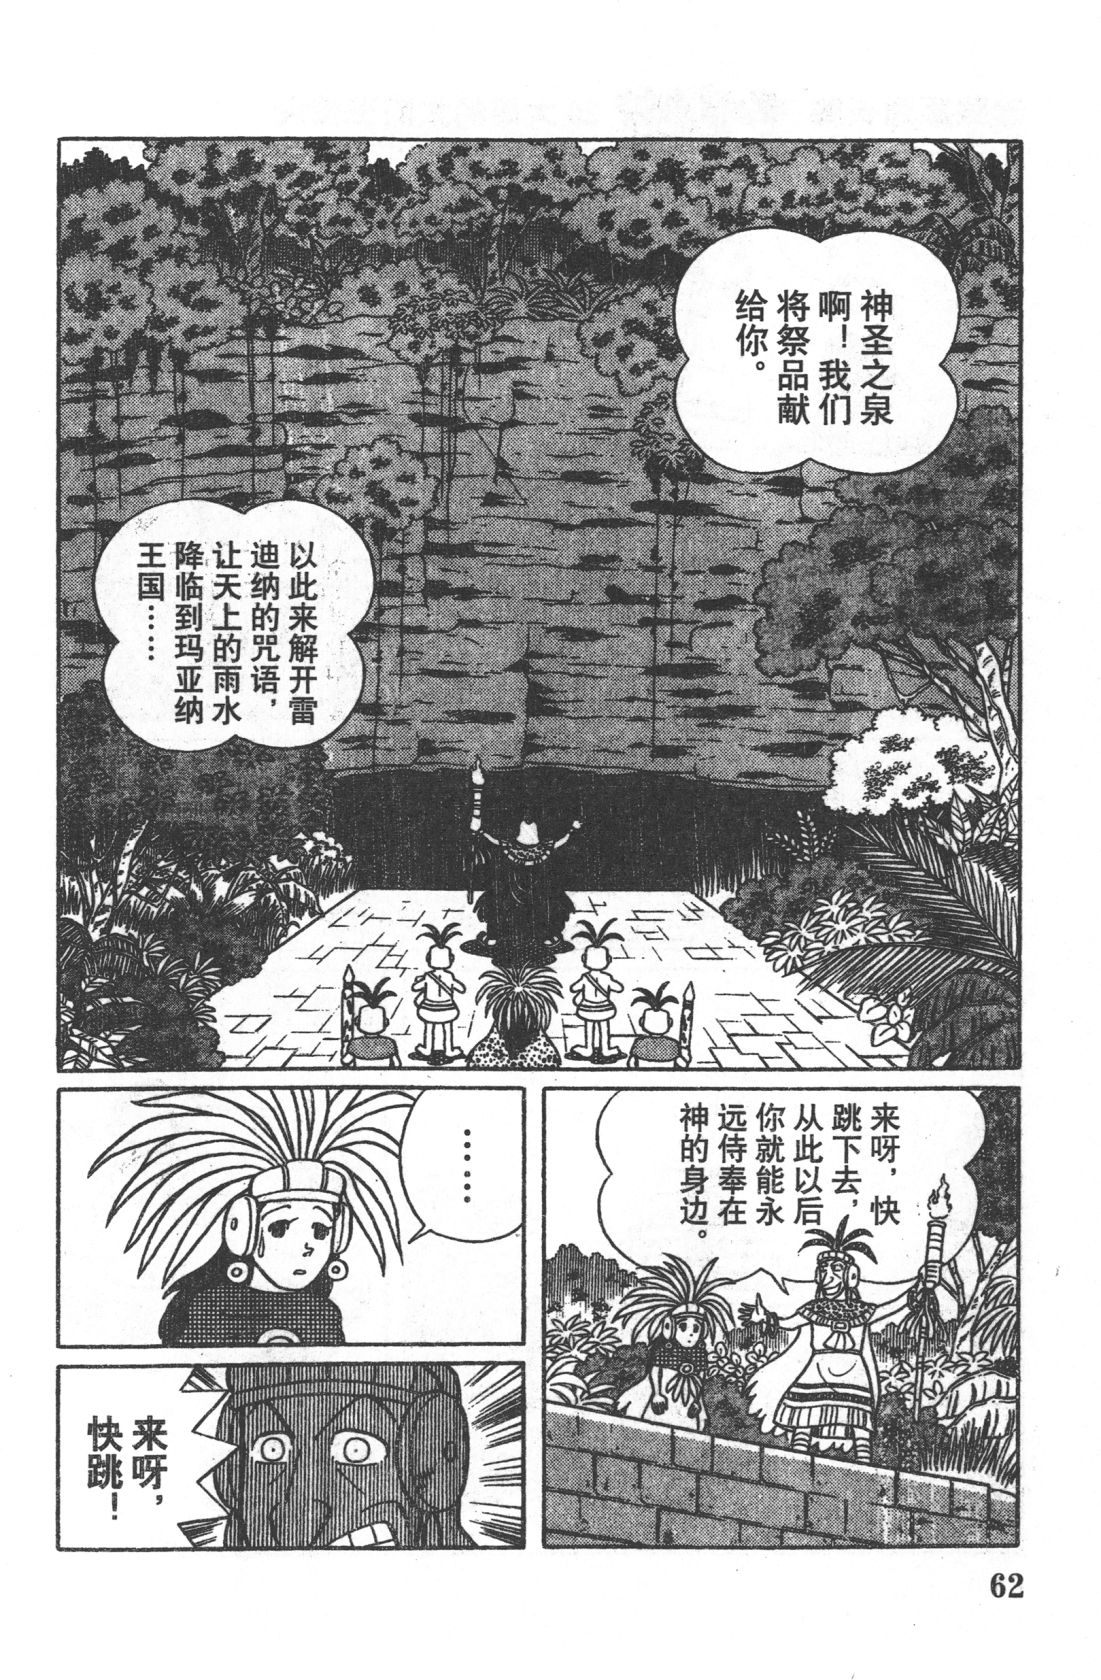 神圣之泉
啊！我们
将祭品献
给你。
以此来解开雷
迪纳的咒语，
让天上的雨水
降临到玛亚纳
王国……
来呀，快
跳下去，
从此以后
你就能永
远侍奉在
神的身边。
……
来呀，
快跳！
62